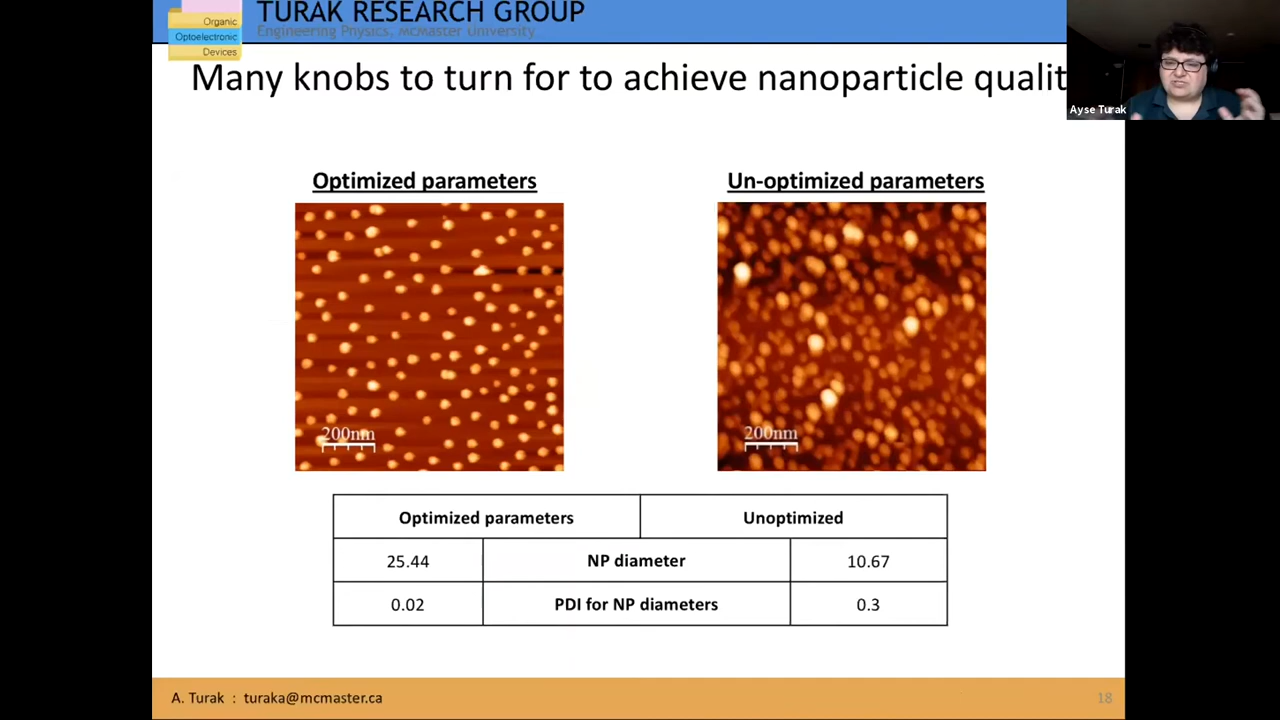 TURAK RESEARCH GROUP
Organic
Optoelectronic
Devices
Engineering Physics, McMaster University
Many knobs to turn for to achieve nanoparticle qualit
Ayse Turak
Optimized parameters
Un-optimized parameters
200nm
200nm
Optimized parameters Unoptimized
25.44 NP diameter 10.67
0.02 PDI for NP diameters 0.3
A. Turak : turaka@mcmaster.ca
18